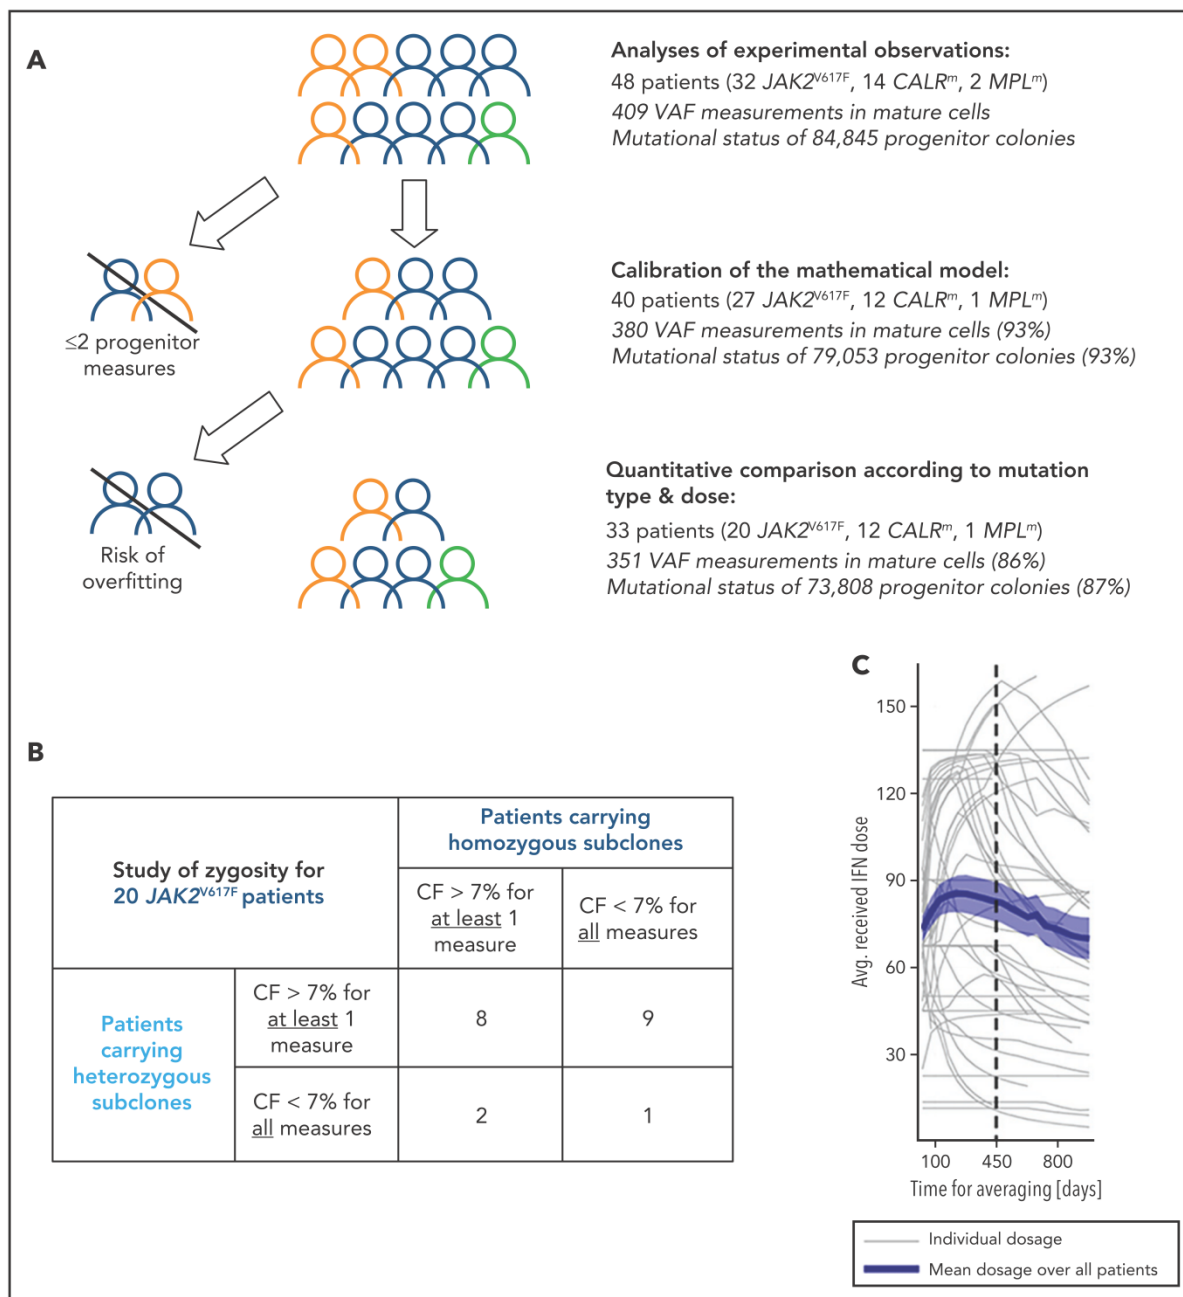 A
Analyses of experimental observations:
48 patients (32 JAK2V617F, 14 CALRm, 2 MPLm)
409 VAF measurements in mature cells
Mutational status of 84,845 progenitor colonies
≤2 progenitor
measures
Calibration of the mathematical model:
40 patients (27 JAK2V617F, 12 CALRm, 1 MPLm)
380 VAF measurements in mature cells (93%)
Mutational status of 79,053 progenitor colonies (93%)
Risk of
overfitting
Quantitative comparison according to mutation
type & dose:
33 patients (20 JAK2V617F, 12 CALRm, 1 MPLm)
351 VAF measurements in mature cells (86%)
Mutational status of 73,808 progenitor colonies (87%)
B
Study of zygosity for
20 JAK2V617F patients
Patients carrying
homozygous subclones
CF > 7% for
at least 1
measure
CF < 7% for
all measures
Patients
carrying
heterozygous
subclones
CF > 7% for
at least 1
measure
8
9
CF < 7% for
all measures
2
1
C
Avg. received IFN dose
150
120
90
60
30
100
450
800
Time for averaging [days]
Individual dosage
Mean dosage over all patients